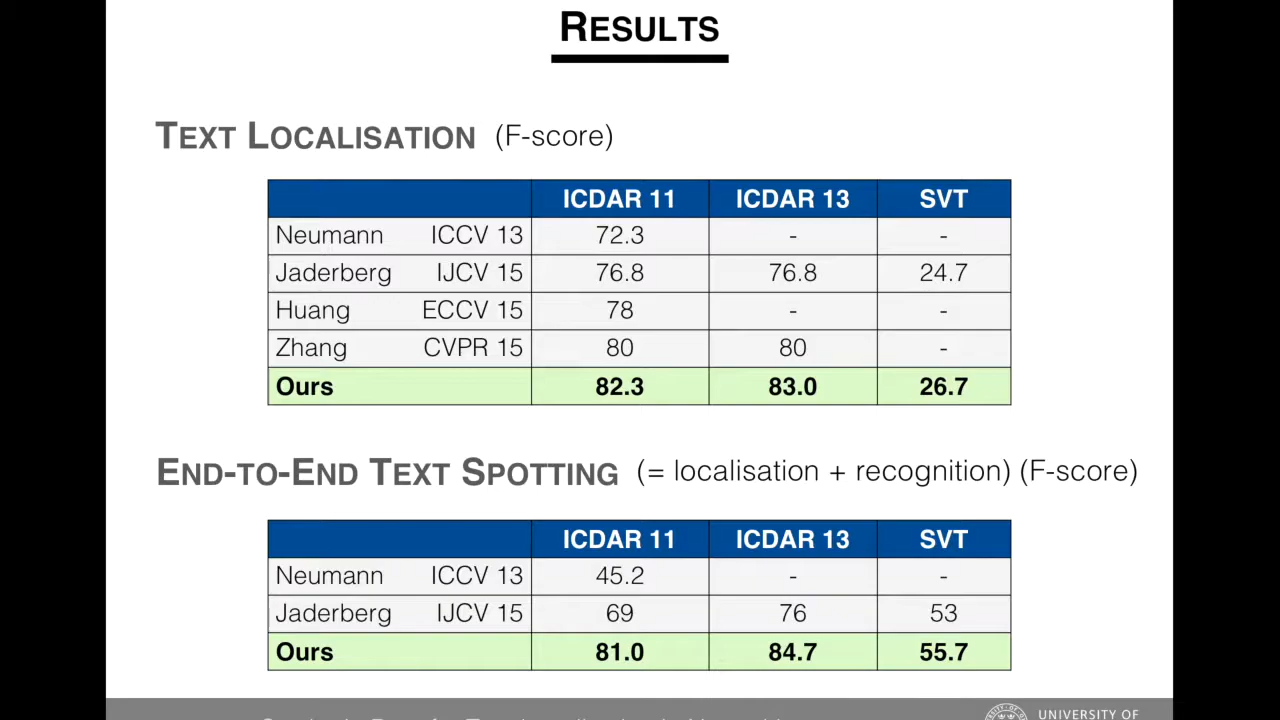 RESULTS
TEXT LOCALISATION (F-score)
ICDAR 11 ICDAR 13 SVT
Neumann ICCV 13 72.3 - -
Jaderberg IJCV 15 76.8 76.8 24.7
Huang ECCV 15 78 - -
Zhang CVPR 15 80 80 -
Ours 82.3 83.0 26.7
END-TO-END TEXT SPOTTING (= localisation + recognition) (F-score)
ICDAR 11 ICDAR 13 SVT
Neumann ICCV 13 45.2 - -
Jaderberg IJCV 15 69 76 53
Ours 81.0 84.7 55.7
UNIVERSITY OF